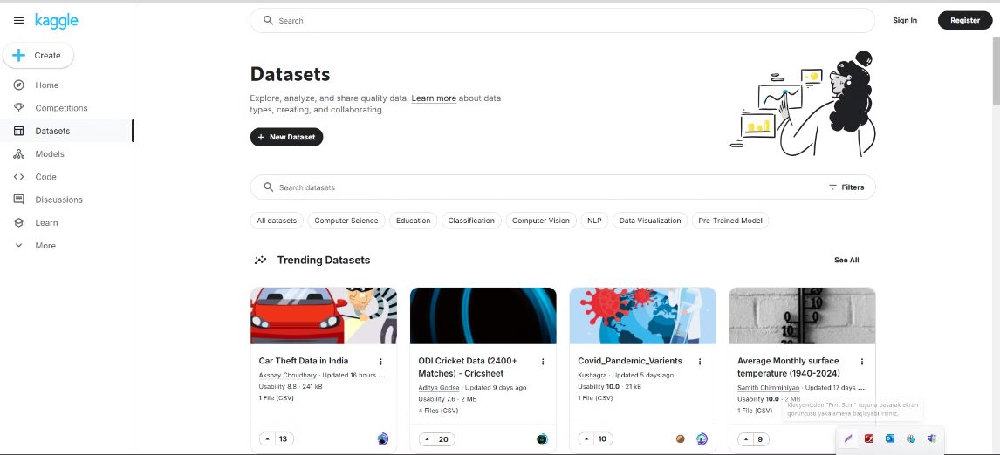 kaggle
Search
Sign In
Register
Create
Home
Competitions
Datasets
Models
Code
Discussions
Learn
More
Datasets
Explore, analyze, and share quality data. Learn more about data
types, creating, and collaborating.
+ New Dataset
Search datasets
Filters
All datasets
Computer Science
Education
Classification
Computer Vision
NLP
Data Visualization
Pre-Trained Model
Trending Datasets
See All
Car Theft Data in India
Akshay Choudhary · Updated 16 hours ...
Usability 8.8 · 241 kB
1 File (CSV)
13
ODI Cricket Data (2400+
Matches) - Cricsheet
Aditya Godse · Updated 9 days ago
Usability 7.6 · 2 MB
4 Files (CSV)
20
Covid_Pandemic_Varients
Kushagra · Updated 5 days ago
Usability 10.0 · 21 kB
1 File (CSV)
10
20
10
0 0
10
Average Monthly surface
temperature (1940-2024)
Samith Chimminiyan · Updated 17 days ...
Usability 10.0 · 2 MB
1 File (CSV)
9
Klavyenizden "Prnt Scrn" tuşuna basarak ekran
görüntüsü yakalamaya başlayabilirsiniz.